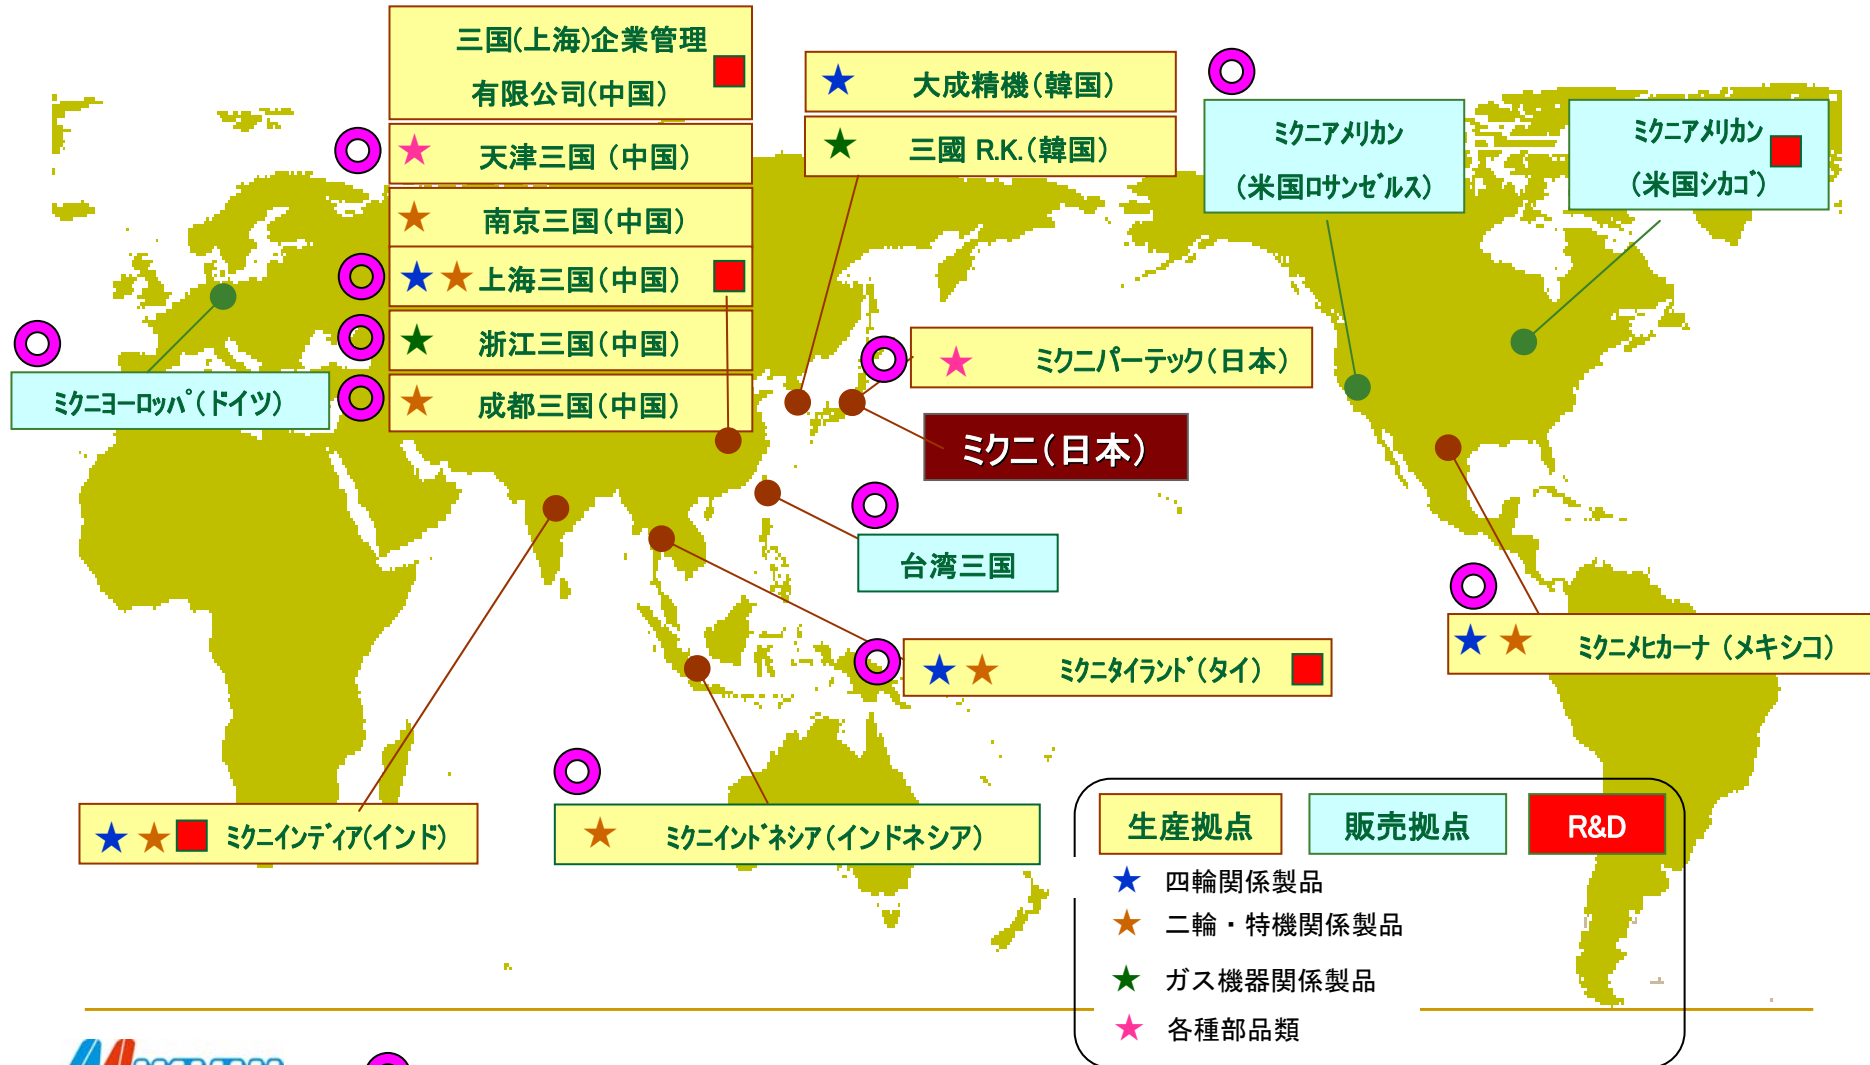 三国(上海)企業管理
有限公司(中国)
天津三国（中国）
南京三国（中国）
上海三国（中国）
浙江三国（中国）
成都三国（中国）
大成精機（韓国）
三國 R.K.（韓国）
ﾐｸﾆｱﾒﾘｶﾝ
（米国ﾛｻﾝｾﾞﾙｽ）
ﾐｸﾆｱﾒﾘｶﾝ
（米国ｼｶｺﾞ）
ﾐｸﾆﾖｰﾛｯﾊﾟ（ドイツ）
ﾐｸﾆパーテック（日本）
ミクニ（日本）
台湾三国
ﾐｸﾆﾀｲﾗﾝﾄﾞ（タイ）
ﾐｸﾆﾒﾋｶｰﾅ（メキシコ）
ﾐｸﾆｲﾝﾃﾞｨｱ(インド)
ﾐｸﾆｲﾝﾄﾞﾈｼｱ（インドネシア）
生産拠点
販売拠点
R&D
四輪関係製品
二輪・特機関係製品
ガス機器関係製品
各種部品類